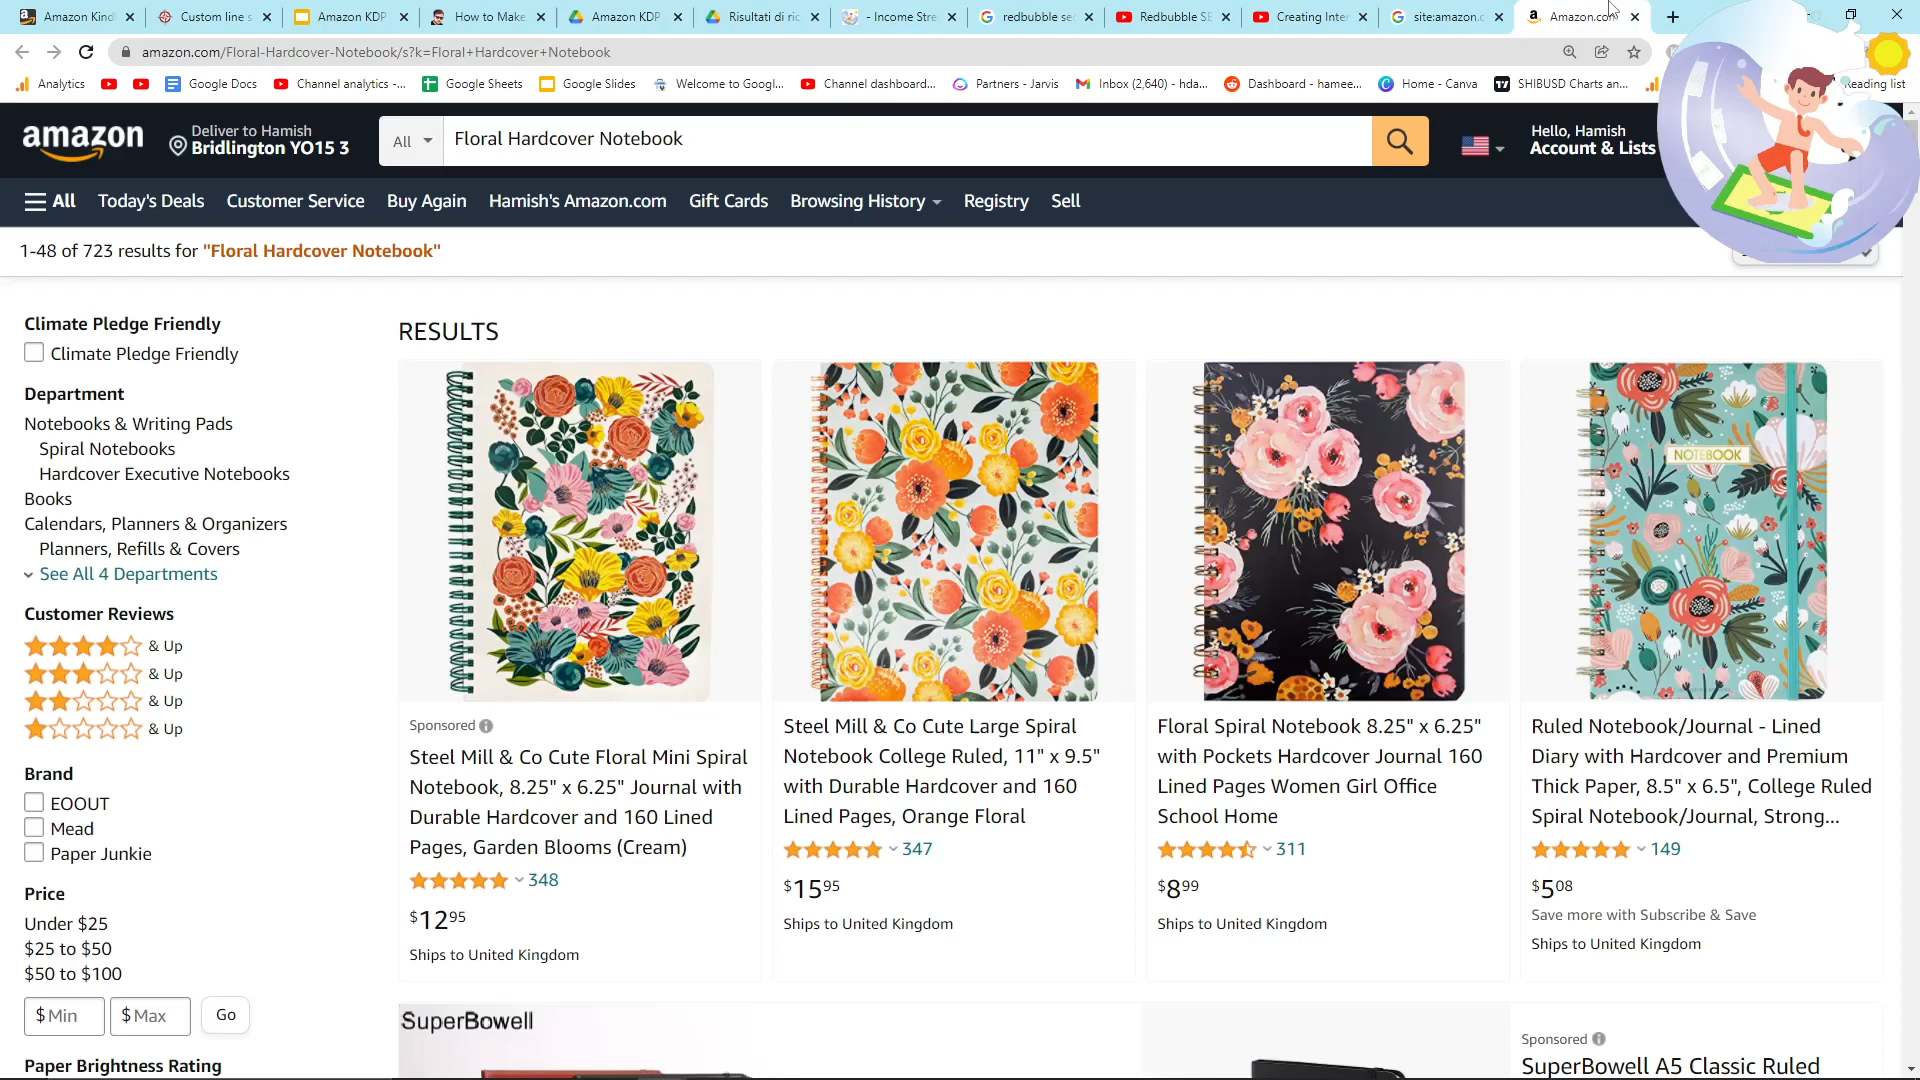 Amazon Kind
Custom line s
Amazon KDP
How to Make
Amazon KDP
Risultati di ric
- Income Stre
redbubble se
Redbubble SE
Creating Inter
site:amazon.c
Amazon.com
amazon.com/Floral-Hardcover-Notebook/s?k=Floral+Hardcover+Notebook
Analytics
Google Docs
Channel analytics -...
Google Sheets
Google Slides
Welcome to Googl...
Channel dashboard...
Partners - Jarvis
Inbox (2,640) - hda...
Dashboard - hamee...
Home - Canva
SHIBUSD Charts an...
Reading list
amazon
Deliver to Hamish
Bridlington YO15 3
All
Floral Hardcover Notebook
Hello, Hamish
Account & Lists
All
Today's Deals
Customer Service
Buy Again
Hamish's Amazon.com
Gift Cards
Browsing History
Registry
Sell
1-48 of 723 results for "Floral Hardcover Notebook"
Climate Pledge Friendly
Climate Pledge Friendly
Department
Notebooks & Writing Pads
Spiral Notebooks
Hardcover Executive Notebooks
Books
Calendars, Planners & Organizers
Planners, Refills & Covers
See All 4 Departments
Customer Reviews
& Up
& Up
& Up
& Up
Brand
EOOUT
Mead
Paper Junkie
Price
Under $25
$25 to $50
$50 to $100
$ Min
$ Max
Go
Paper Brightness Rating
RESULTS
Sponsored
Steel Mill & Co Cute Floral Mini Spiral
Notebook, 8.25" x 6.25" Journal with
Durable Hardcover and 160 Lined
Pages, Garden Blooms (Cream)
348
$12 95
Ships to United Kingdom
Steel Mill & Co Cute Large Spiral
Notebook College Ruled, 11" x 9.5"
with Durable Hardcover and 160
Lined Pages, Orange Floral
347
$15 95
Ships to United Kingdom
Floral Spiral Notebook 8.25" x 6.25"
with Pockets Hardcover Journal 160
Lined Pages Women Girl Office
School Home
311
$8 99
Ships to United Kingdom
NOTEBOOK
Ruled Notebook/Journal - Lined
Diary with Hardcover and Premium
Thick Paper, 8.5" x 6.5", College Ruled
Spiral Notebook/Journal, Strong...
149
$5 08
Save more with Subscribe & Save
Ships to United Kingdom
SuperBowell
Sponsored
SuperBowell A5 Classic Ruled